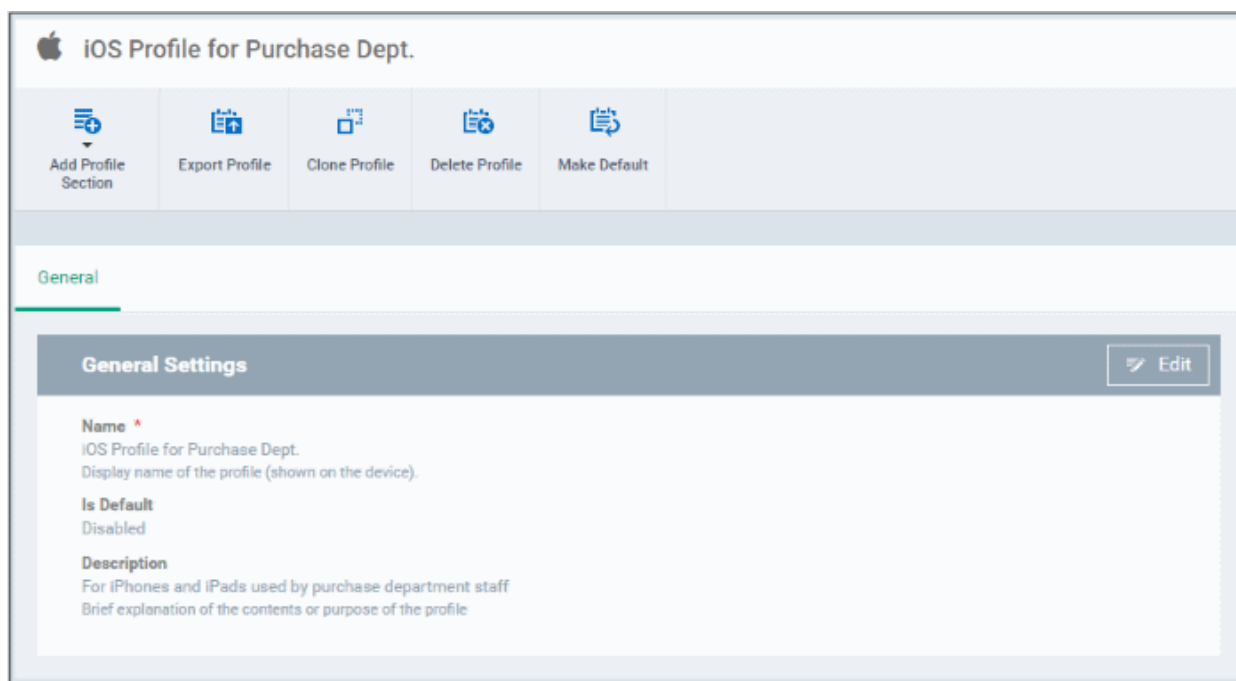 iOS Profile for Purchase Dept.
Add Profile
Section
Export Profile
Clone Profile
Delete Profile
Make Default
General
General Settings
Edit
Name *
iOS Profile for Purchase Dept.
Display name of the profile (shown on the device).
Is Default
Disabled
Description
For iPhones and iPads used by purchase department staff
Brief explanation of the contents or purpose of the profile